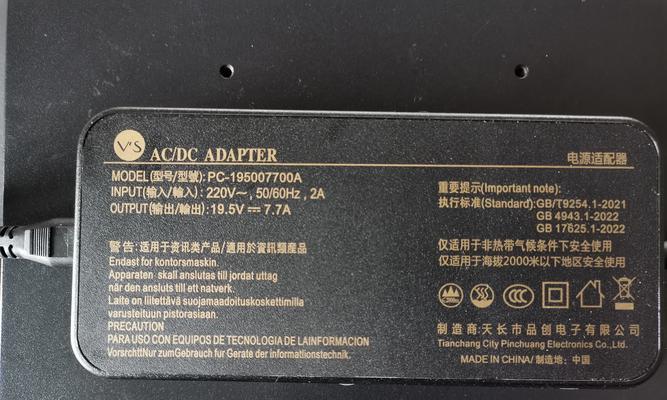 V'S AC/DC ADAPTER
电源适配器
MODEL(型号/型號): PC-195007700A
INPUT(输入/輸入): 220V~, 50/60Hz, 2A
OUTPUT(输出/輸出): 19.5V⎓7.7A
重要提示(Important note):
执行标准(Standard):GB/T9254.1-2021
GB 4943.1-2022
GB 17625.1-2022
仅适用于非热带气候条件下安全使用
仅适用于海拔2000米以下地区安全使用
警告:适用于资讯类产品/適用於資訊類産品
Endast for kontorsmaskin.
Apparaten skall anslutas till jordat uttag
när den ansluts till ett natverk.
Laite on liitettävä suojamaadoituskoskettimilla
varusteituun pistorasiaan.
PRECAUTION
PARA USO CON EQUIPOS DE TECNOLOGIA DE LAINFORMACION
VorsrichttNur zumGebrauch fur Gerate der informatiionstechnik.
2000m
CCC
制造商:天长市品创电子有限公司
Tianchang City Pinchuang Electronics Co.,Ltd.
MADE IN CHINA/制造地:中国